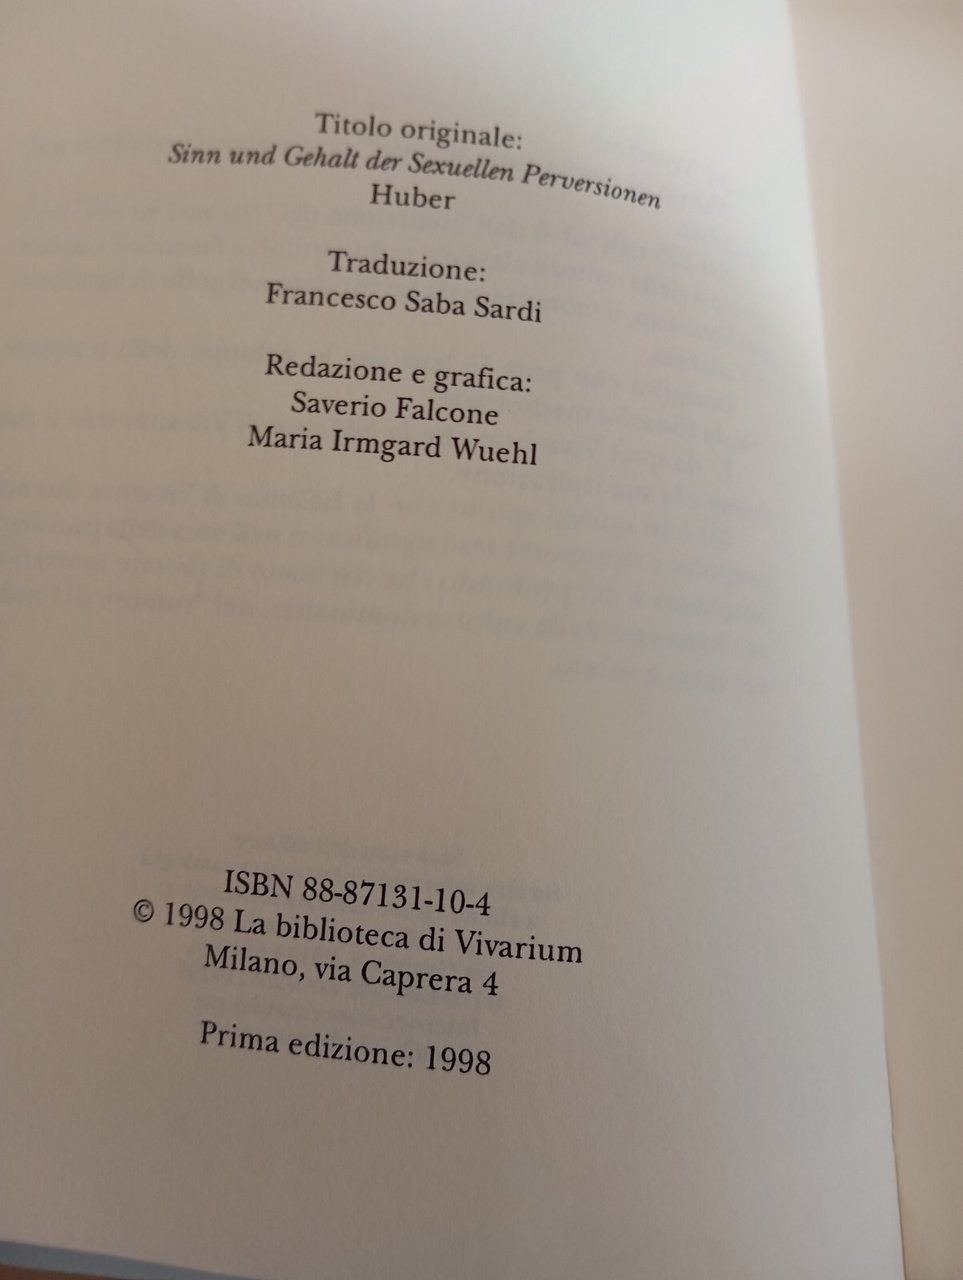 Titolo originale:
Sinn und Gehalt der Sexuellen Perversionen
Huber
Traduzione:
Francesco Saba Sardi
Redazione e grafica:
Saverio Falcone
Maria Irmgard Wuehl
ISBN 88-87131-10-4
© 1998 La biblioteca di Vivarium
Milano, via Caprera 4
Prima edizione: 1998